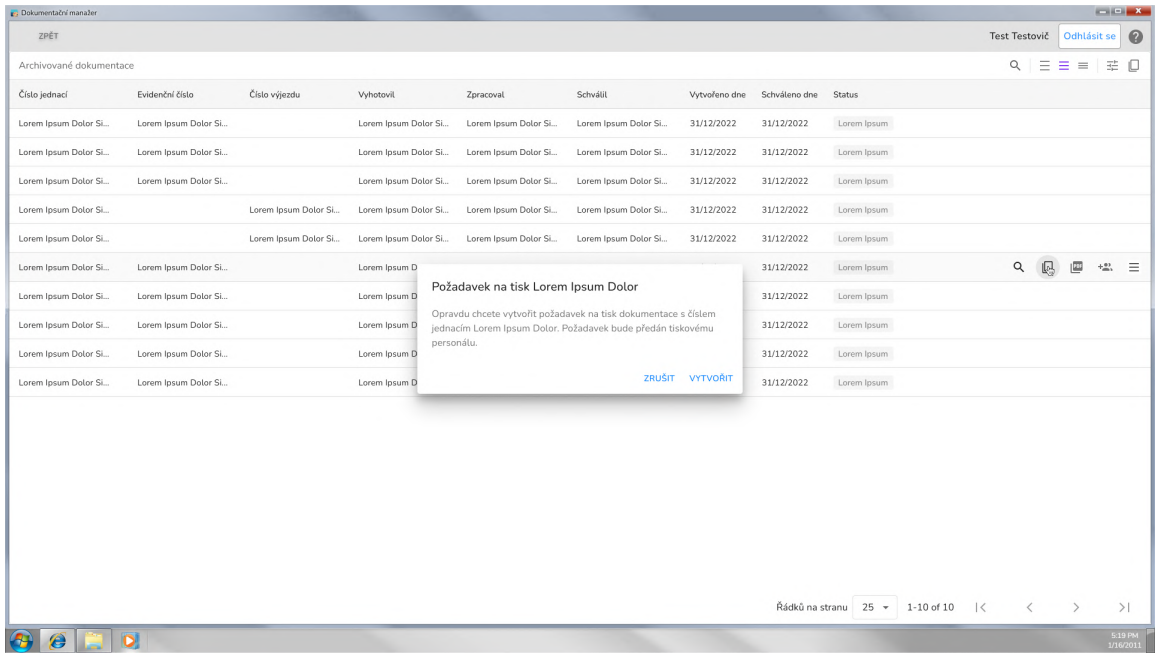 Dokumentační manažer
ZPĚT
Test Testovič
Odhlásit se
Archivované dokumentace
Číslo jednací Evidenční číslo Číslo výjezdu Vyhotovil Zpracoval Schválil Vytvořeno dne Schváleno dne Status
Lorem Ipsum Dolor Si... Lorem Ipsum Dolor Si... Lorem Ipsum Dolor Si... Lorem Ipsum Dolor Si... Lorem Ipsum Dolor Si... 31/12/2022 31/12/2022 Lorem Ipsum
Lorem Ipsum Dolor Si... Lorem Ipsum Dolor Si... Lorem Ipsum Dolor Si... Lorem Ipsum Dolor Si... Lorem Ipsum Dolor Si... 31/12/2022 31/12/2022 Lorem Ipsum
Lorem Ipsum Dolor Si... Lorem Ipsum Dolor Si... Lorem Ipsum Dolor Si... Lorem Ipsum Dolor Si... Lorem Ipsum Dolor Si... 31/12/2022 31/12/2022 Lorem Ipsum
Lorem Ipsum Dolor Si... Lorem Ipsum Dolor Si... Lorem Ipsum Dolor Si... Lorem Ipsum Dolor Si... Lorem Ipsum Dolor Si... 31/12/2022 31/12/2022 Lorem Ipsum
Lorem Ipsum Dolor Si... Lorem Ipsum Dolor Si... Lorem Ipsum Dolor Si... Lorem Ipsum Dolor Si... Lorem Ipsum Dolor Si... 31/12/2022 31/12/2022 Lorem Ipsum
Lorem Ipsum Dolor Si... Lorem Ipsum Dolor Si... Lorem Ipsum D 31/12/2022 Lorem Ipsum PDF
Lorem Ipsum Dolor Si... Lorem Ipsum Dolor Si... Lorem Ipsum D 31/12/2022 Lorem Ipsum
Lorem Ipsum Dolor Si... Lorem Ipsum Dolor Si... Lorem Ipsum D 31/12/2022 Lorem Ipsum
Lorem Ipsum Dolor Si... Lorem Ipsum Dolor Si... Lorem Ipsum D 31/12/2022 Lorem Ipsum
Lorem Ipsum Dolor Si... Lorem Ipsum Dolor Si... Lorem Ipsum D 31/12/2022 Lorem Ipsum
Požadavek na tisk Lorem Ipsum Dolor
Opravdu chcete vytvořit požadavek na tisk dokumentace s číslem
jednacím Lorem Ipsum Dolor. Požadavek bude předán tiskovému
personálu.
ZRUŠIT VYTVOŘIT
Řádků na stranu 25 1-10 of 10
5:19 PM
1/16/2011